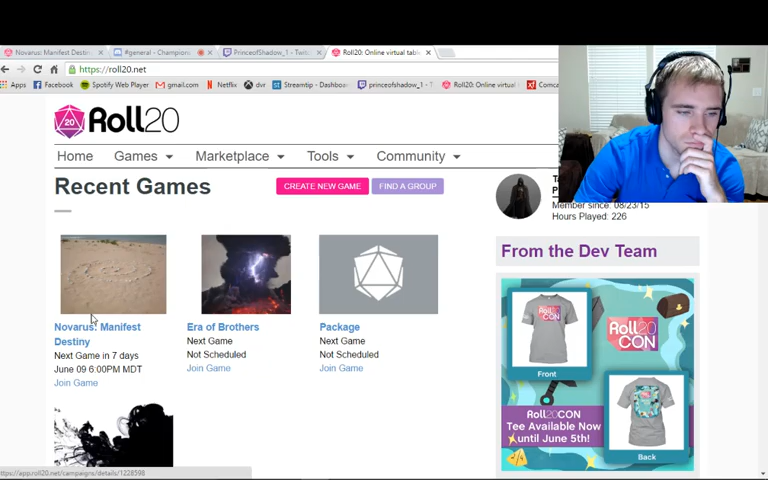 Novarus: Manifest Destin
#general - Champion
PrinceofShadow_1 - Twit
Roll20: Online virtual tab
https://roll20.net
Apps
Facebook
Spotify Web Player
gmail.com
Netflix
dvr
Streamtip - Dashboa
princeofshadow_1 - T
Roll20: Online virtual
Comca
20
Roll20
Home
Games
Marketplace
Tools
Community
Recent Games
CREATE NEW GAME
FIND A GROUP
Member since: 08/23/15
Hours Played: 226
From the Dev Team
Novarus: Manifest
Destiny
Next Game in 7 days
June 09 6:00PM MDT
Join Game
Era of Brothers
Next Game
Not Scheduled
Join Game
Package
Next Game
Not Scheduled
Join Game
Roll20
CON
Front
Roll20CON
Tee Available Now
until June 5th!
Back
https://app.roll20.net/campaigns/details/1228598